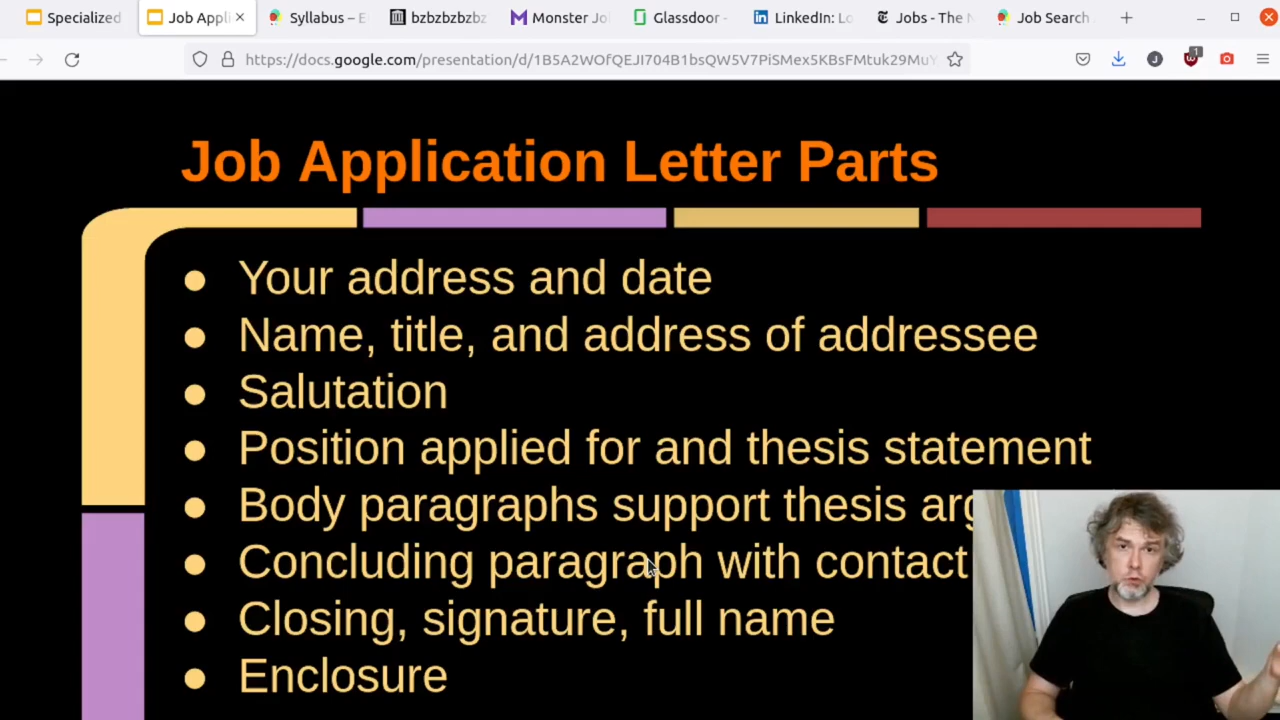 Specialized
Job Appli
Syllabus – E
bzbzbzbzbz
Monster Jo
Glassdoor -
LinkedIn: Lo
Jobs - The N
Job Search
https://docs.google.com/presentation/d/1B5A2WOfQEJI704B1bsQW5V7PiSMex5KBsFMtuk29MuY
1
J
Job Application Letter Parts
● Your address and date
● Name, title, and address of addressee
● Salutation
● Position applied for and thesis statement
● Body paragraphs support thesis arg
● Concluding paragraph with contact
● Closing, signature, full name
● Enclosure